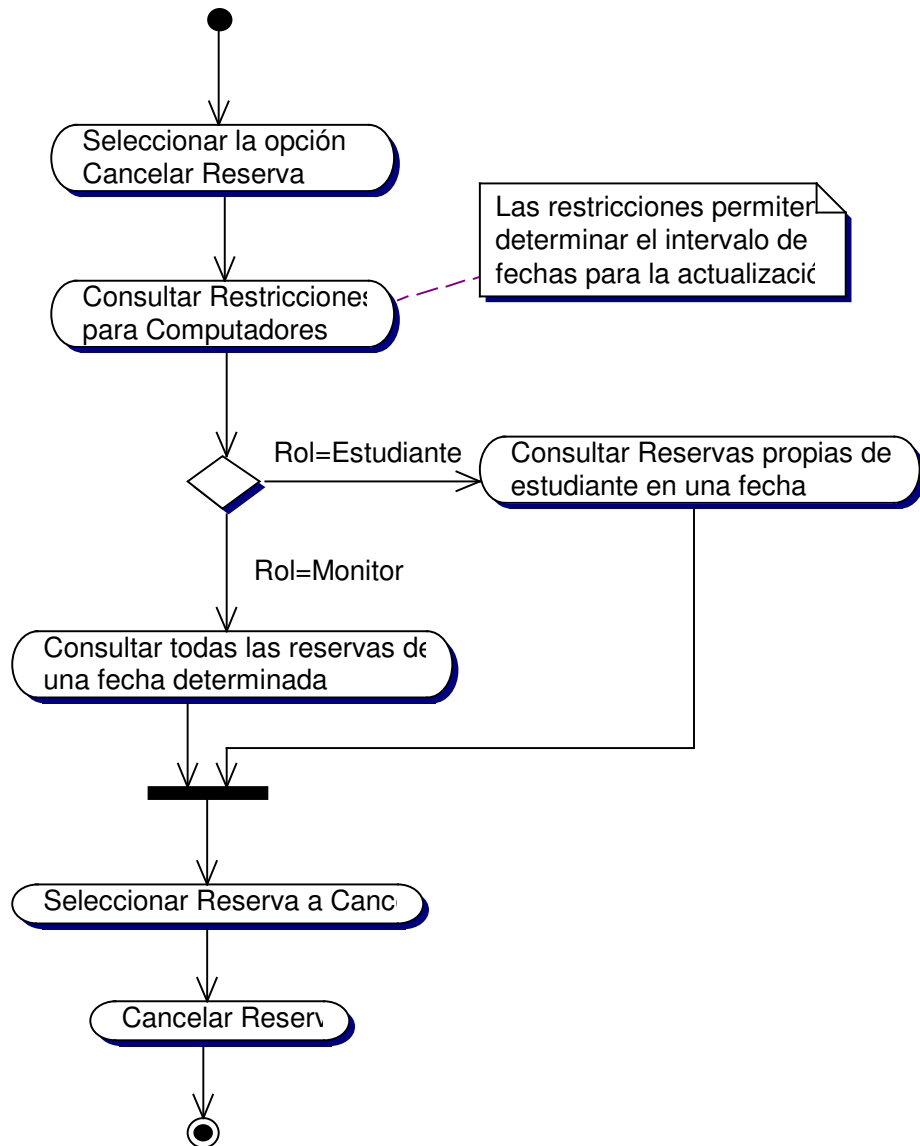 Seleccionar la opción
Cancelar Reserva
Las restricciones permiten
determinar el intervalo de
fechas para la actualizació
Consultar Restricciones
para Computadores
Rol=Estudiante
Consultar Reservas propias de
estudiante en una fecha
Rol=Monitor
Consultar todas las reservas de
una fecha determinada
Seleccionar Reserva a Canc
Cancelar Reserv